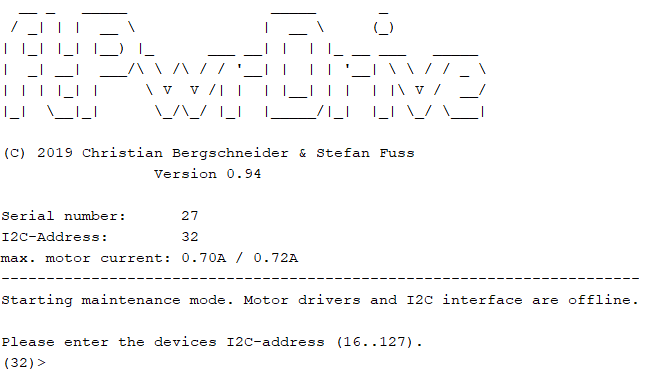 ftPwrDrive
(C) 2019 Christian Bergschneider & Stefan Fuss
Version 0.94
Serial number: 27
I2C-Address: 32
max. motor current: 0.70A / 0.72A
-----------------------------------------------------------------------
Starting maintenance mode. Motor drivers and I2C interface are offline.
Please enter the devices I2C-address (16..127).
(32)>